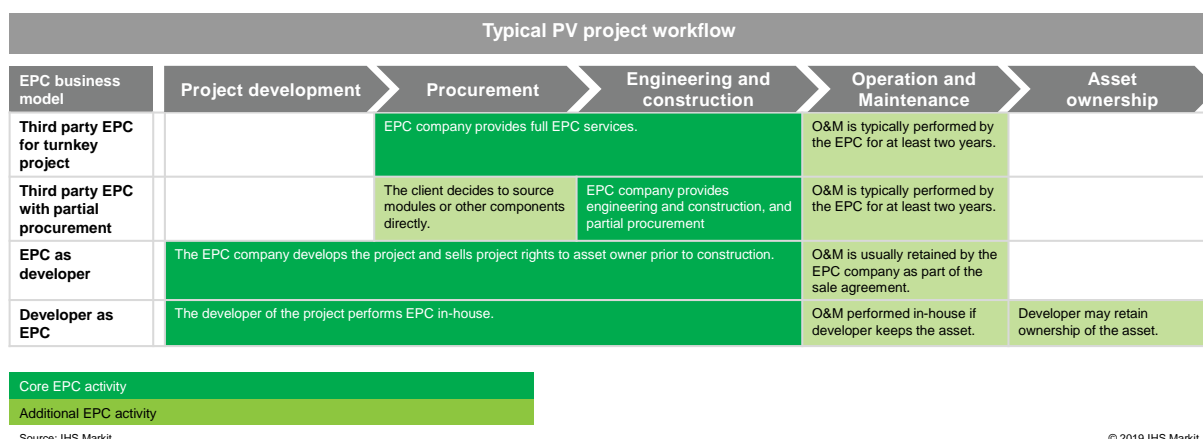 Typical PV project workflow
EPC business
model
Project development
Procurement
Engineering and
construction
Operation and
Maintenance
Asset
ownership
Third party EPC
for turnkey
project
EPC company provides full EPC services.
O&M is typically performed by
the EPC for at least two years.
Third party EPC
with partial
procurement
The client decides to source
modules or other components
directly.
EPC company provides
engineering and construction, and
partial procurement
O&M is typically performed by
the EPC for at least two years.
EPC as
developer
The EPC company develops the project and sells project rights to asset owner prior to construction.
O&M is usually retained by the
EPC company as part of the
sale agreement.
Developer as
EPC
The developer of the project performs EPC in-house.
O&M performed in-house if
developer keeps the asset.
Developer may retain
ownership of the asset.
Core EPC activity
Additional EPC activity
Source: IHS Markit
© 2019 IHS Markit